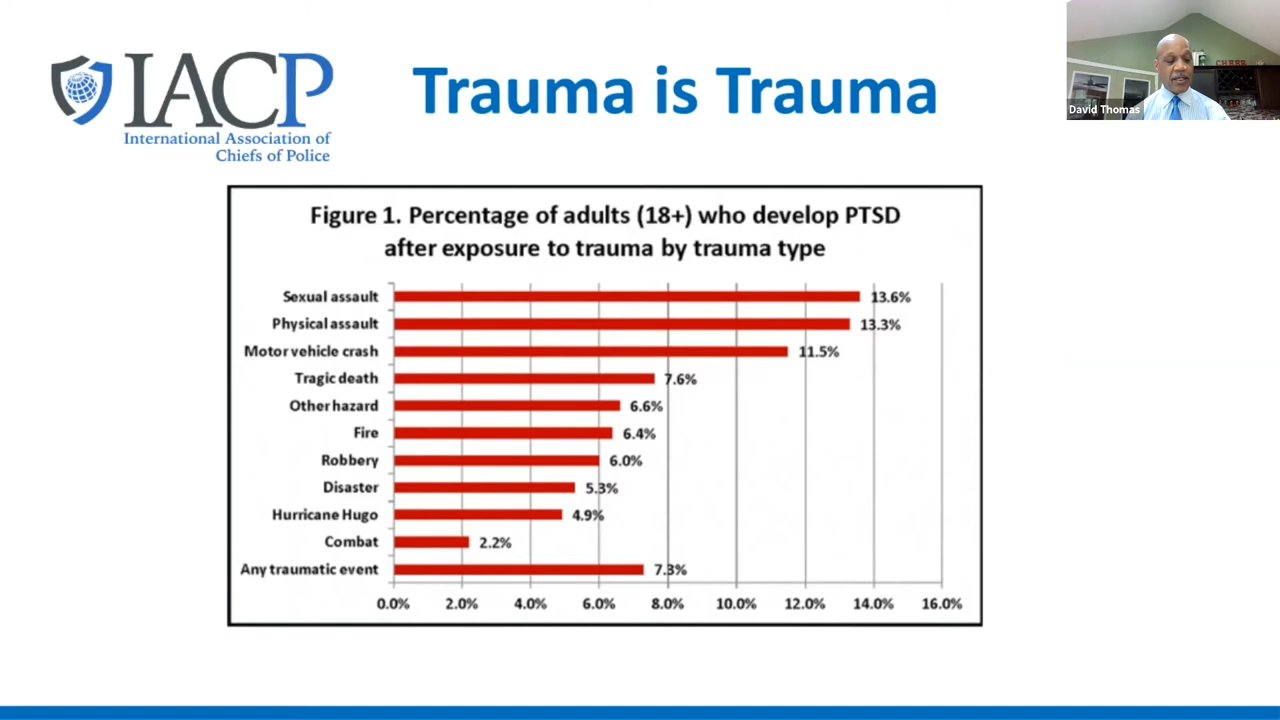 IACP
International Association of
Chiefs of Police
Trauma is Trauma
CHEER
David Thomas
Figure 1. Percentage of adults (18+) who develop PTSD
after exposure to trauma by trauma type
Sexual assault 13.6%
Physical assault 13.3%
Motor vehicle crash 11.5%
Tragic death 7.6%
Other hazard 6.6%
Fire 6.4%
Robbery 6.0%
Disaster 5.3%
Hurricane Hugo 4.9%
Combat 2.2%
Any traumatic event 7.3%
0.0% 2.0% 4.0% 6.0% 8.0% 10.0% 12.0% 14.0% 16.0%